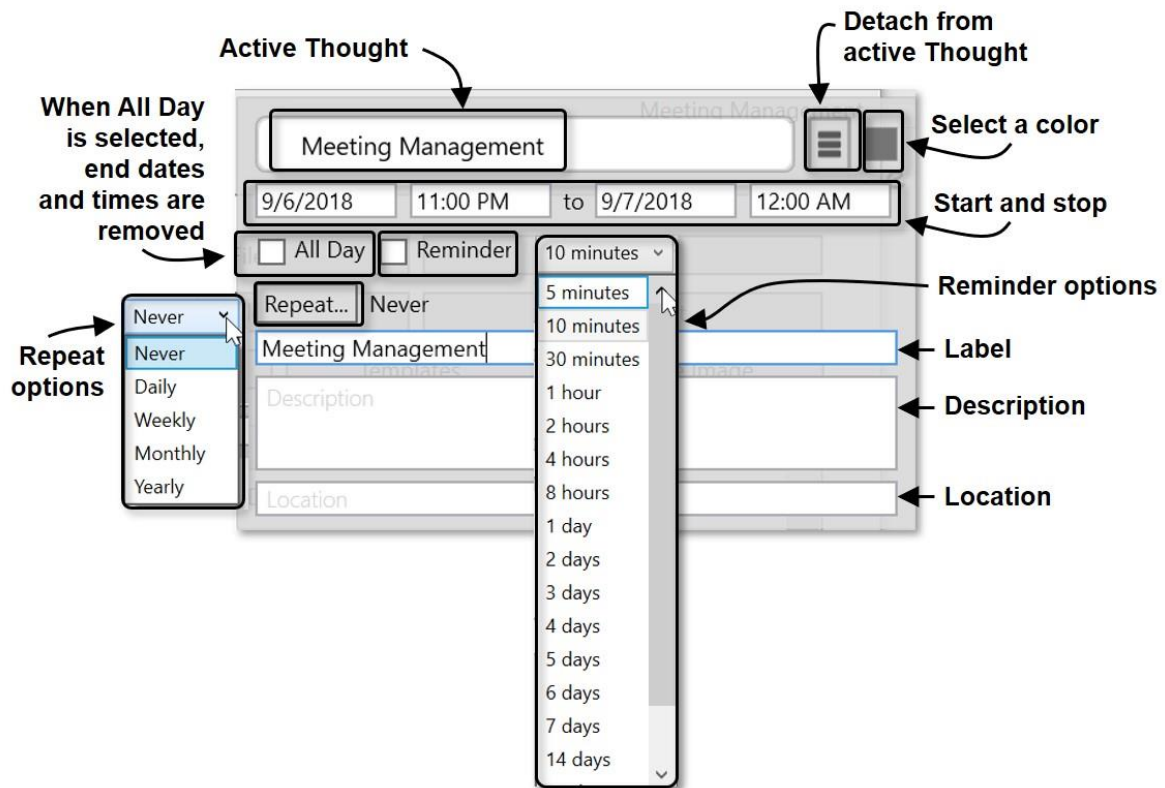 Detach from
active Thought
Active Thought
When All Day
is selected,
end dates
and times are
removed
Meeting Management
Meeting Management
Select a color
9/6/2018 11:00 PM to 9/7/2018 12:00 AM
Start and stop
All Day Reminder 10 minutes
Reminder options
Repeat... Never
Never
Never
Daily
Weekly
Monthly
Yearly
Repeat
options
5 minutes
10 minutes
30 minutes
1 hour
2 hours
4 hours
8 hours
1 day
2 days
3 days
4 days
5 days
6 days
7 days
14 days
Meeting Management
Label
Templates
Description
Description
Location
Location